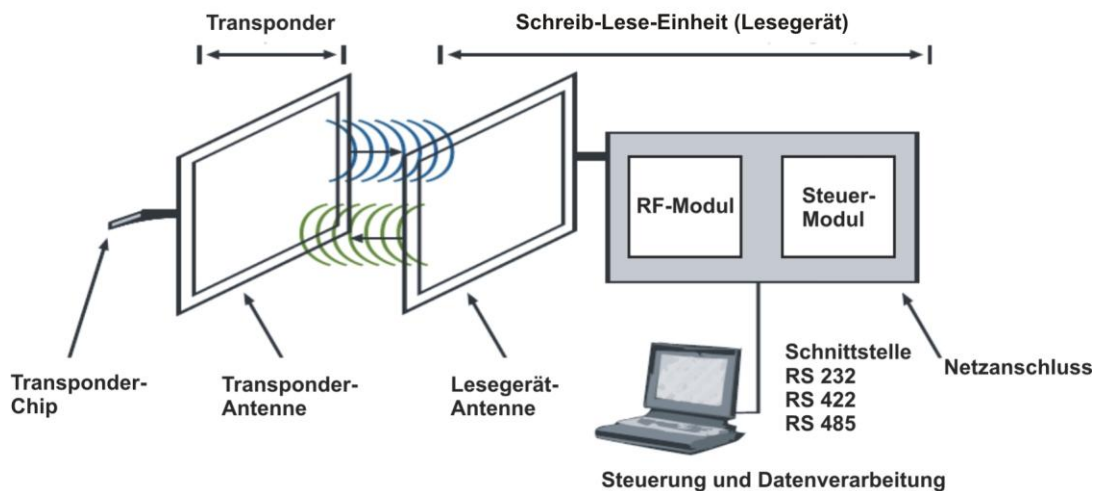 Transponder
Schreib-Lese-Einheit (Lesegerät)
RF-Modul
Steuer-
Modul
Transponder-
Chip
Transponder-
Antenne
Lesegerät-
Antenne
Schnittstelle
RS 232
RS 422
RS 485
Netzanschluss
Steuerung und Datenverarbeitung